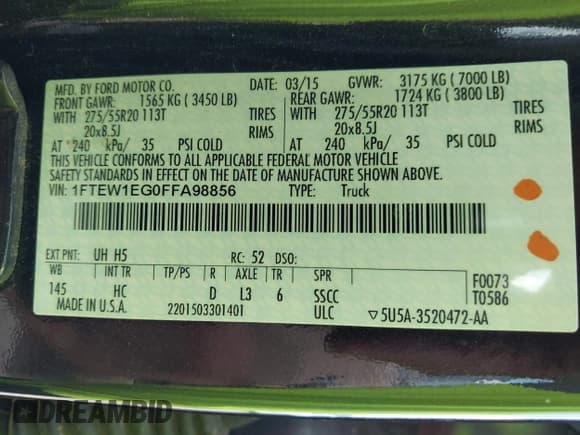 MFD. BY FORD MOTOR CO. DATE: 03/15 GVWR: 3175 KG ( 7000 LB)
FRONT GAWR: 1565 KG ( 3450 LB) REAR GAWR: 1724 KG ( 3800 LB)
WITH 275/55R20 113T TIRES WITH 275/55R20 113T TIRES
20x8.5J RIMS 20x8.5J RIMS
AT 240 kPa/ 35 PSI COLD AT 240 kPa/ 35 PSI COLD
THIS VEHICLE CONFORMS TO ALL APPLICABLE FEDERAL MOTOR VEHICLE
SAFETY STANDARDS IN EFFECT ON THE DATE OF MANUFACTURE SHOWN ABOVE.
VIN: 1FTEW1EG0FFA98856 TYPE: Truck
EXT PNT: UH H5 RC: 52 DSO:
WB INT TR TP/PS R AXLE TR SPR
145 HC D L3 6 SSCC
F0073
T0586
MADE IN U.S.A. 2201503301401 ULC ▽5U5A-3520472-AA
DREAMBID